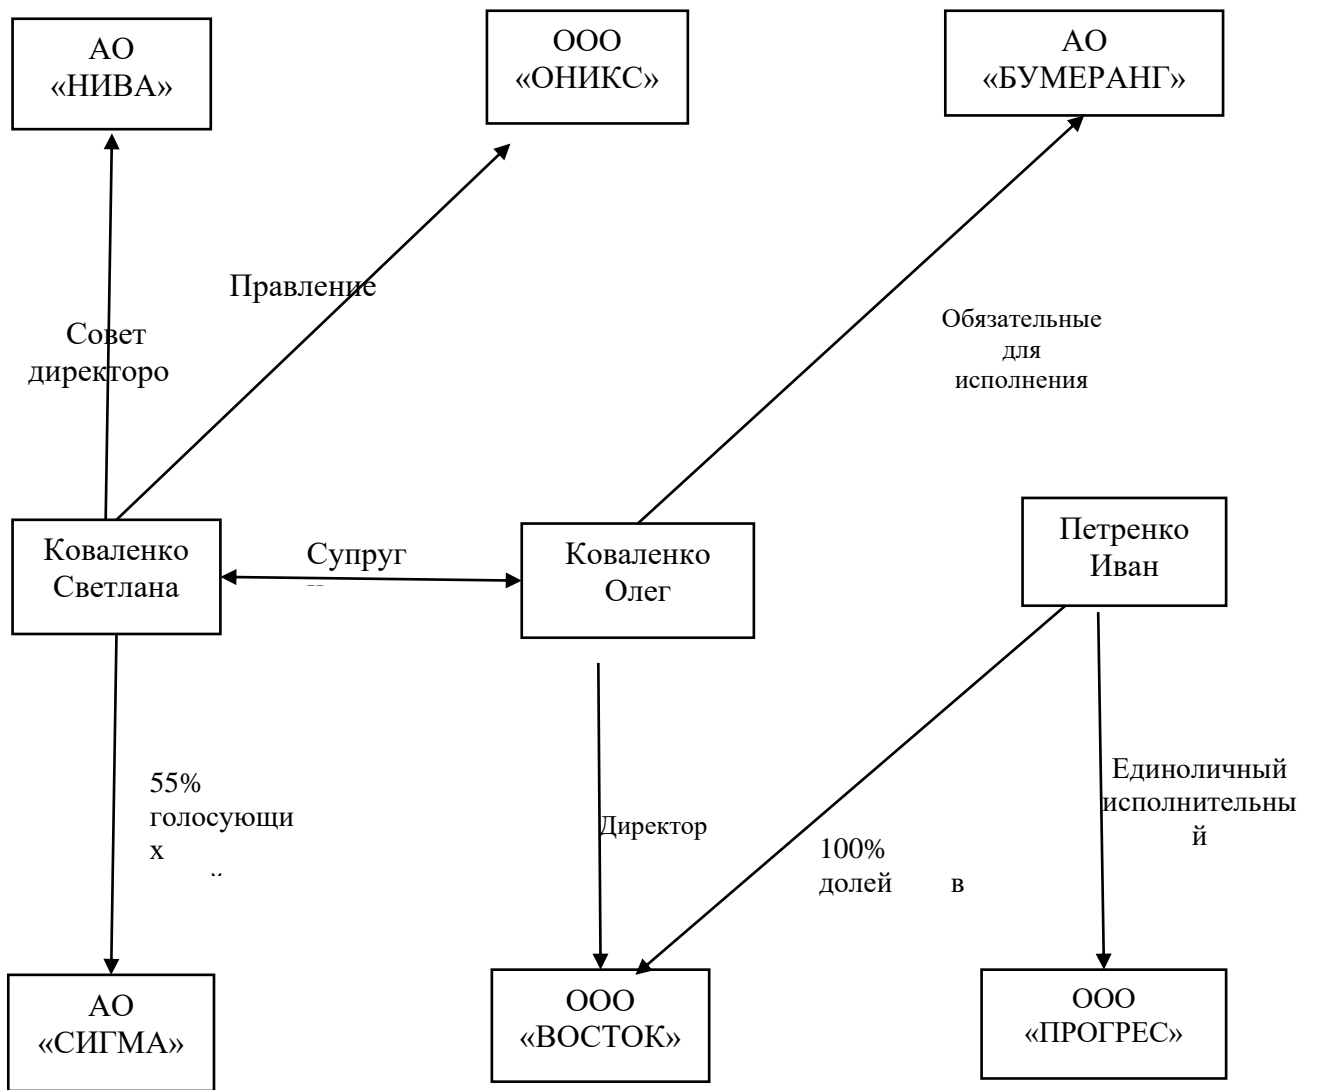 АО
«НИВА»
ООО
«ОНИКС»
АО
«БУМЕРАНГ»
Правление
Совет
директоро
Обязательные
для
исполнения
Коваленко
Светлана
Супруг
Коваленко
Олег
Петренко
Иван
55%
голосующи
х
Директор
100%
долей в
Единоличный
исполнительны
й
АО
«СИГМА»
ООО
«ВОСТОК»
ООО
«ПРОГРЕС»